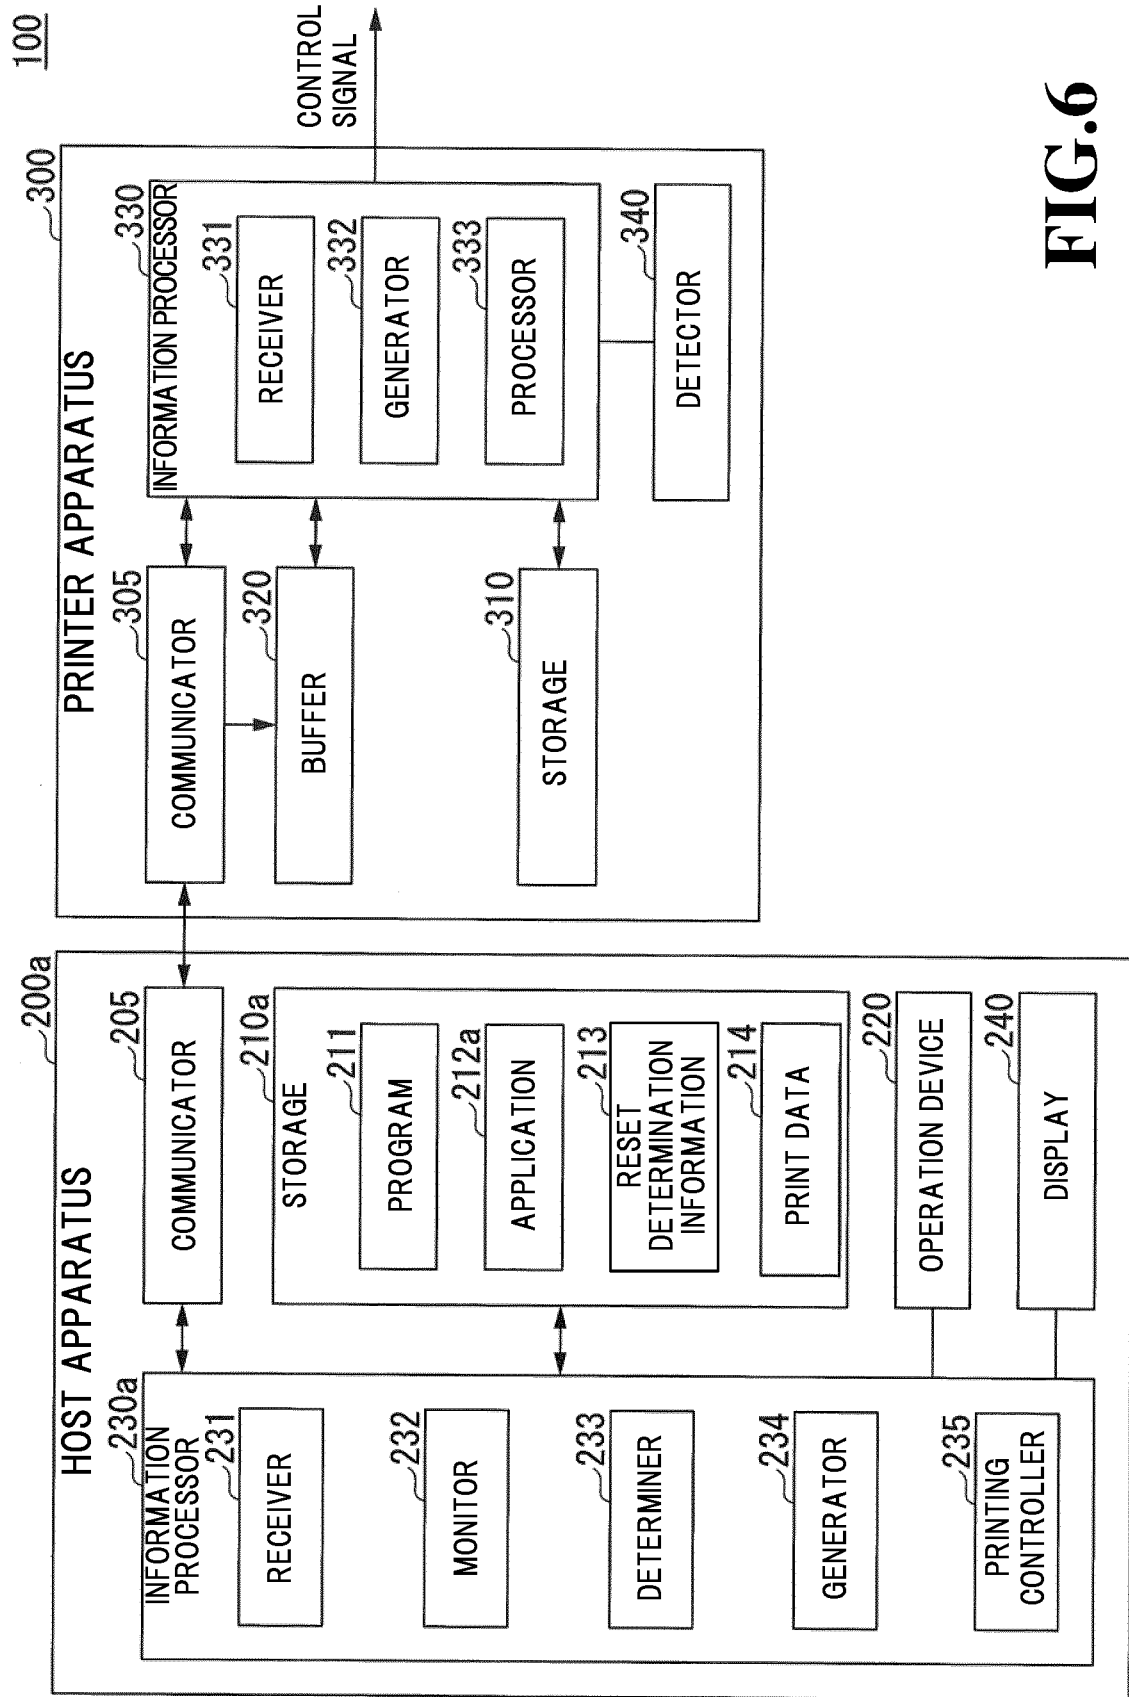 100
HOST APPARATUS
200a
INFORMATION
PROCESSOR
230a
RECEIVER
231
MONITOR
232
DETERMINER
233
GENERATOR
234
PRINTING
CONTROLLER
235
COMMUNICATOR
205
STORAGE
210a
PROGRAM
211
APPLICATION
212a
RESET
DETERMINATION
INFORMATION
213
PRINT DATA
214
OPERATION DEVICE
220
DISPLAY
240
PRINTER APPARATUS
300
COMMUNICATOR
305
BUFFER
320
STORAGE
310
INFORMATION PROCESSOR
330
RECEIVER
331
GENERATOR
332
PROCESSOR
333
DETECTOR
340
CONTROL
SIGNAL
FIG.6